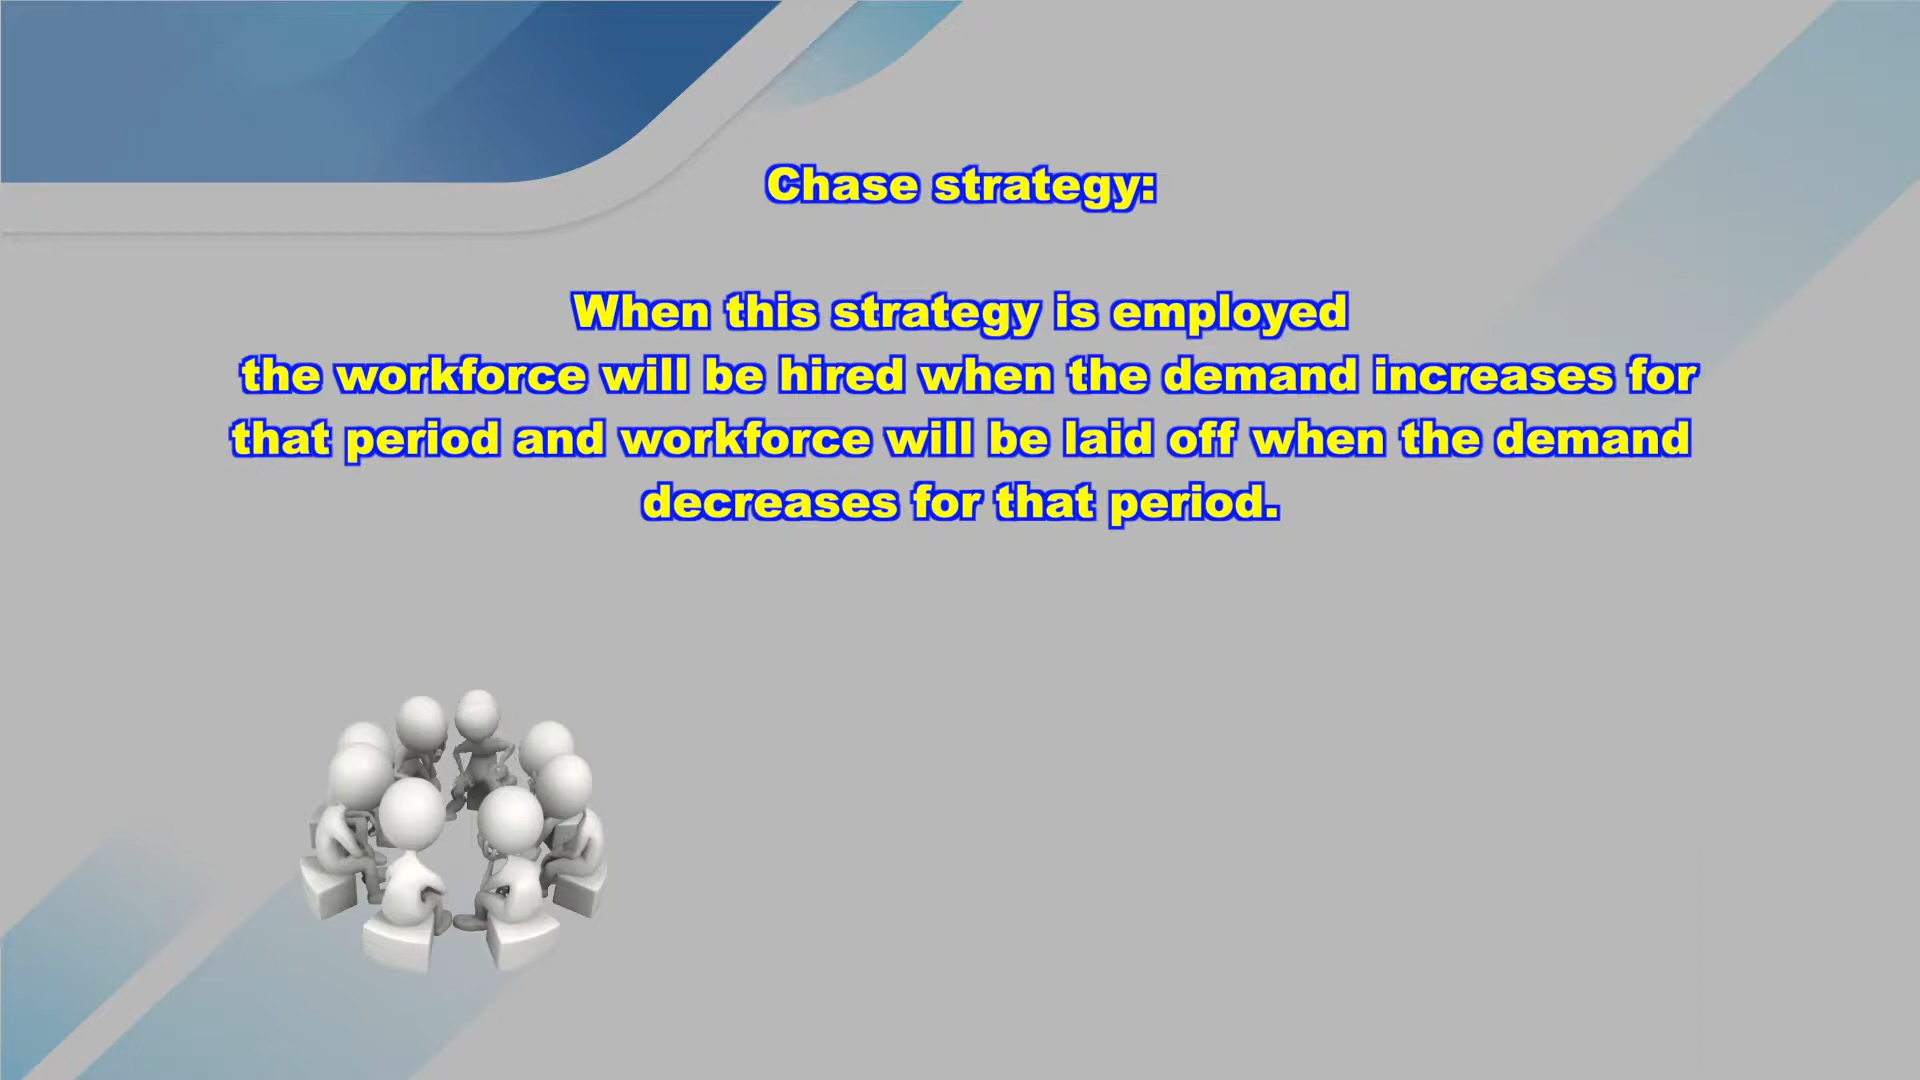 Chase strategy:
When this strategy is employed
the workforce will be hired when the demand increases for
that period and workforce will be laid off when the demand
decreases for that period.